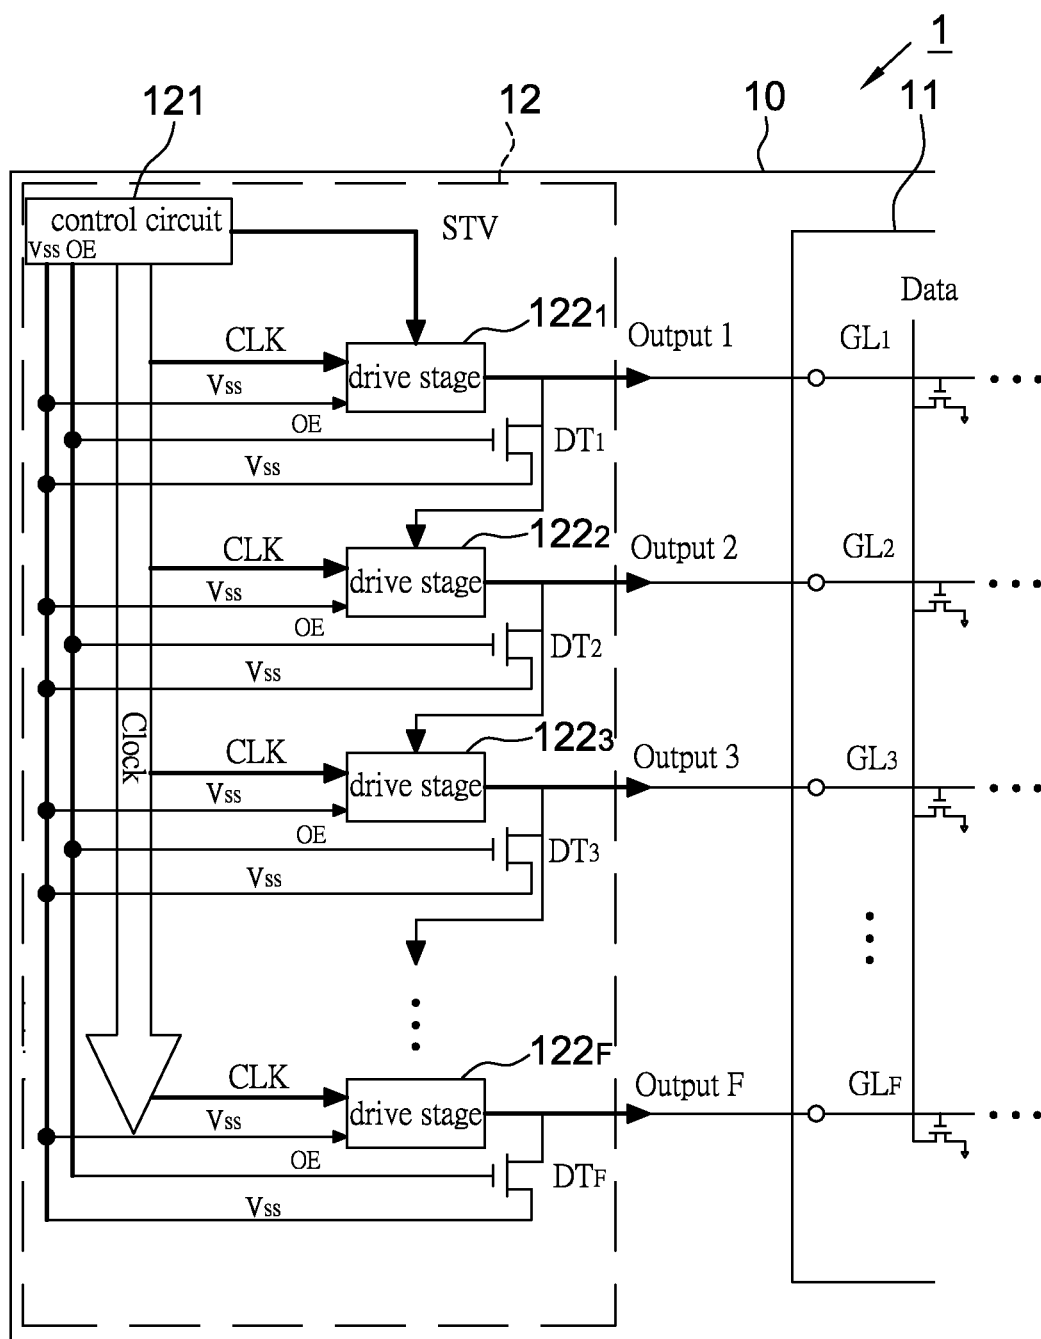 1
121
12
10
11
control circuit
Vss OE
STV
Data
122₁
CLK
Output 1
GL₁
drive stage
Vss
OE
DT₁
Vss
122₂
CLK
Output 2
GL₂
drive stage
Vss
OE
DT₂
Vss
Clock
122₃
CLK
Output 3
GL₃
drive stage
Vss
OE
DT₃
Vss
122F
CLK
Output F
GLF
drive stage
Vss
OE
DTF
Vss